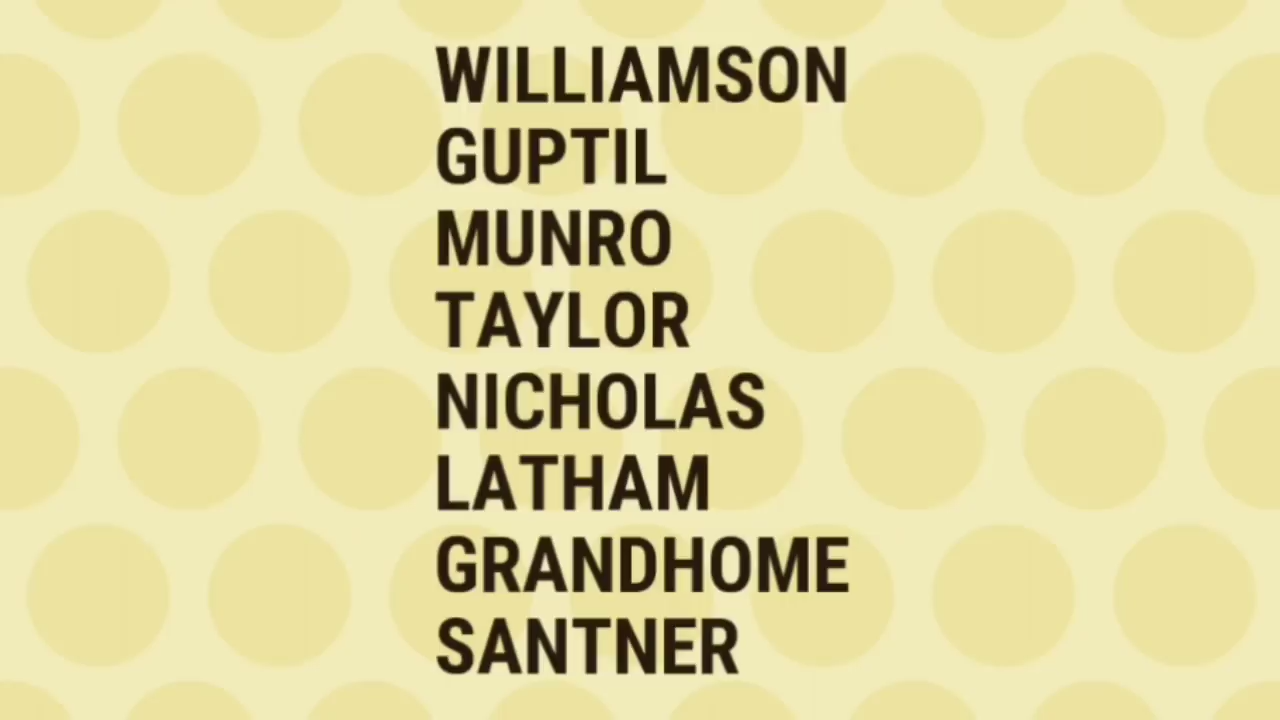 WILLIAMSON
GUPTIL
MUNRO
TAYLOR
NICHOLAS
LATHAM
GRANDHOME
SANTNER